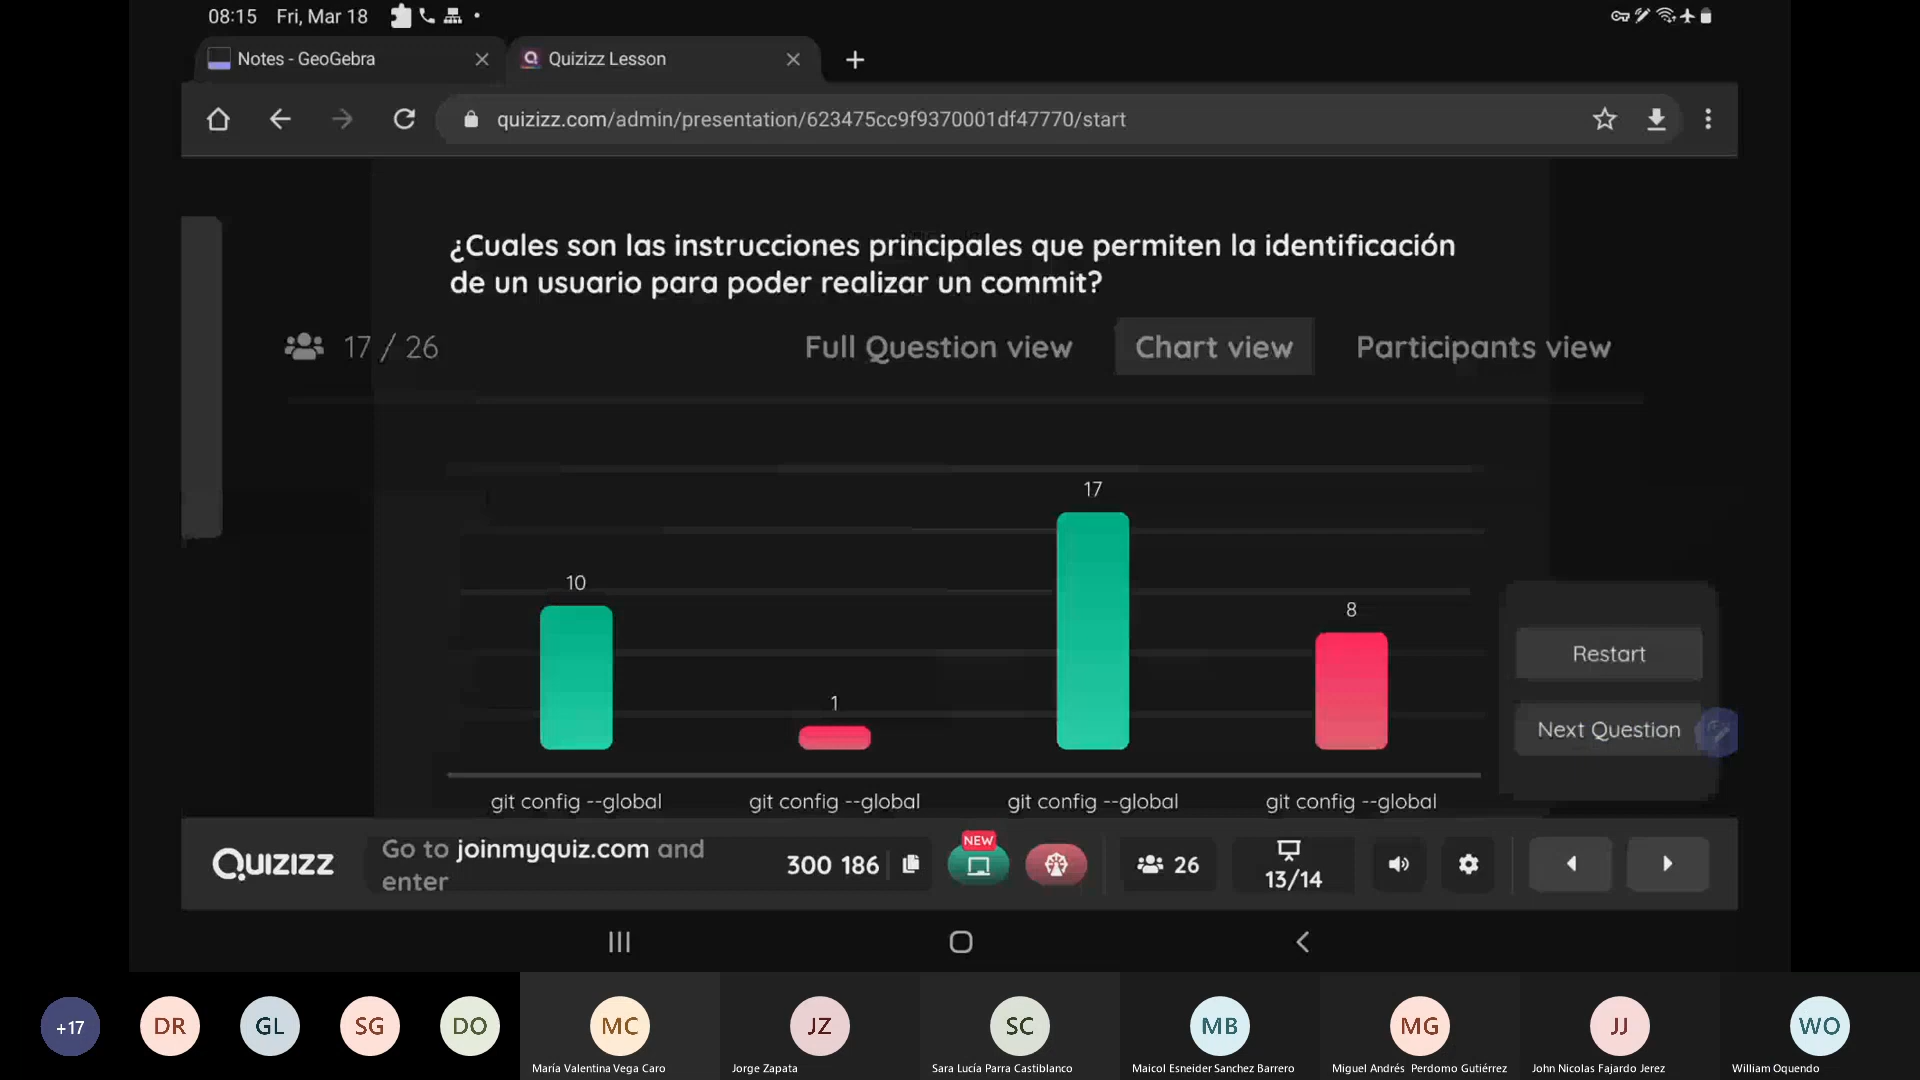 08:15 Fri, Mar 18
Notes - GeoGebra
Quizizz Lesson
quizizz.com/admin/presentation/623475cc9f9370001df47770/start
¿Cuales son las instrucciones principales que permiten la identificación
de un usuario para poder realizar un commit?
17 / 26
Full Question view
Chart view
Participants view
17
10
8
1
Restart
Next Question
git config --global
git config --global
git config --global
git config --global
Quizizz
Go to joinmyquiz.com and
enter
300 186
NEW
26
13/14
+17
DR
GL
SG
DO
MC
JZ
SC
MB
MG
JJ
WO
María Valentina Vega Caro
Jorge Zapata
Sara Lucía Parra Castiblanco
Maicol Esneider Sanchez Barrero
Miguel Andrés Perdomo Gutiérrez
John Nicolas Fajardo Jerez
William Oquendo